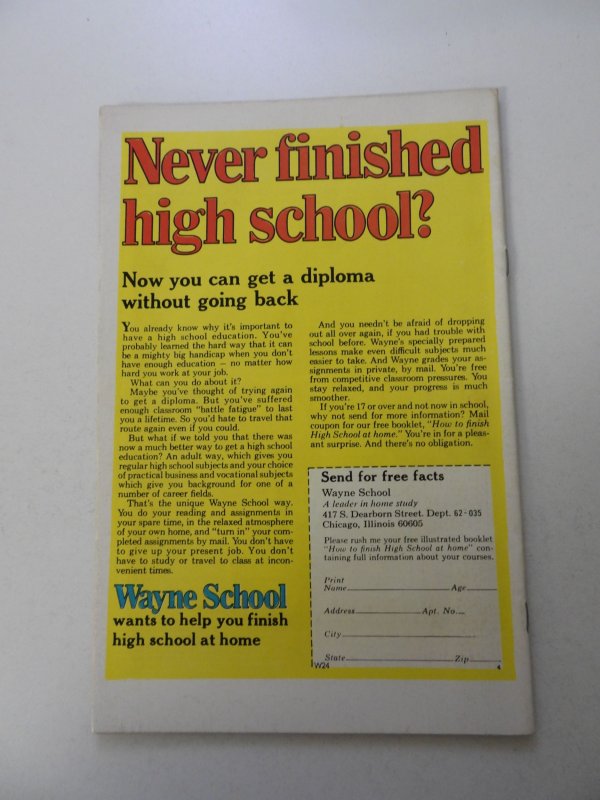 Never finished
high school?
Now you can get a diploma
without going back
You already know why it's important to
have a high school education. You've
probably learned the hard way that it can
be a mighty big handicap when you don't
have enough education – no matter how
hard you work at your job.
What can you do about it?
Maybe you've thought of trying again
to get a diploma. But you've suffered
enough classroom "battle fatigue" to last
you a lifetime. So you'd hate to travel that
route again even if you could.
But what if we told you that there was
now a much better way to get a high school
education? An adult way, which gives you
regular high school subjects and your choice
of practical business and vocational subjects
which give you background for one of a
number of career fields.
That's the unique Wayne School way.
You do your reading and assignments in
your spare time, in the relaxed atmosphere
of your own home, and "turn in" your com-
pleted assignments by mail. You don't have
to give up your present job. You don't
have to study or travel to class at incon-
venient times.
Wayne School
wants to help you finish
high school at home
And you needn't be afraid of dropping
out all over again, if you had trouble with
school before. Wayne's specially prepared
lessons make even difficult subjects much
easier to take. And Wayne grades your as-
signments in private, by mail. You're free
from competitive classroom pressures. You
stay relaxed, and your progress is much
smoother.
If you're 17 or over and not now in school,
why not send for more information? Mail
coupon for our free booklet, "How to finish
High School at home." You're in for a pleas-
ant surprise. And there's no obligation.
Send for free facts
Wayne School
A leader in home study
417 S. Dearborn Street. Dept. 62-035
Chicago, Illinois 60605
Please rush me your free illustrated booklet
"How to finish High School at home" con-
taining full information about your courses.
Print
Name Age
Address Apt. No.
City
State Zip
W24 4